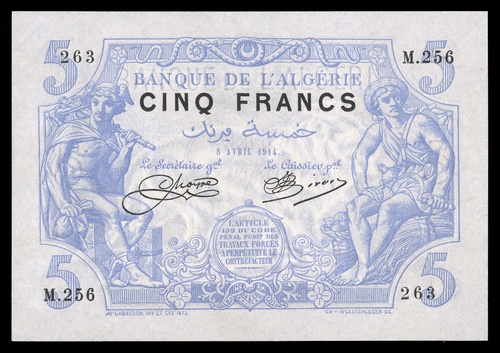 5 263 M.256 5
BANQUE DE L'ALGÉRIE
CINQ FRANCS
خمسة فرنك
8 AVRIL 1914.
Le Secrétaire gal. Le Caissier pal.
L'ARTICLE
139 DU CODE
PENAL PUNIT DES
TRAVAUX FORCÉS
A PERPÉTUITÉ LE
CONTREFACTEUR
5 M.256 263 5